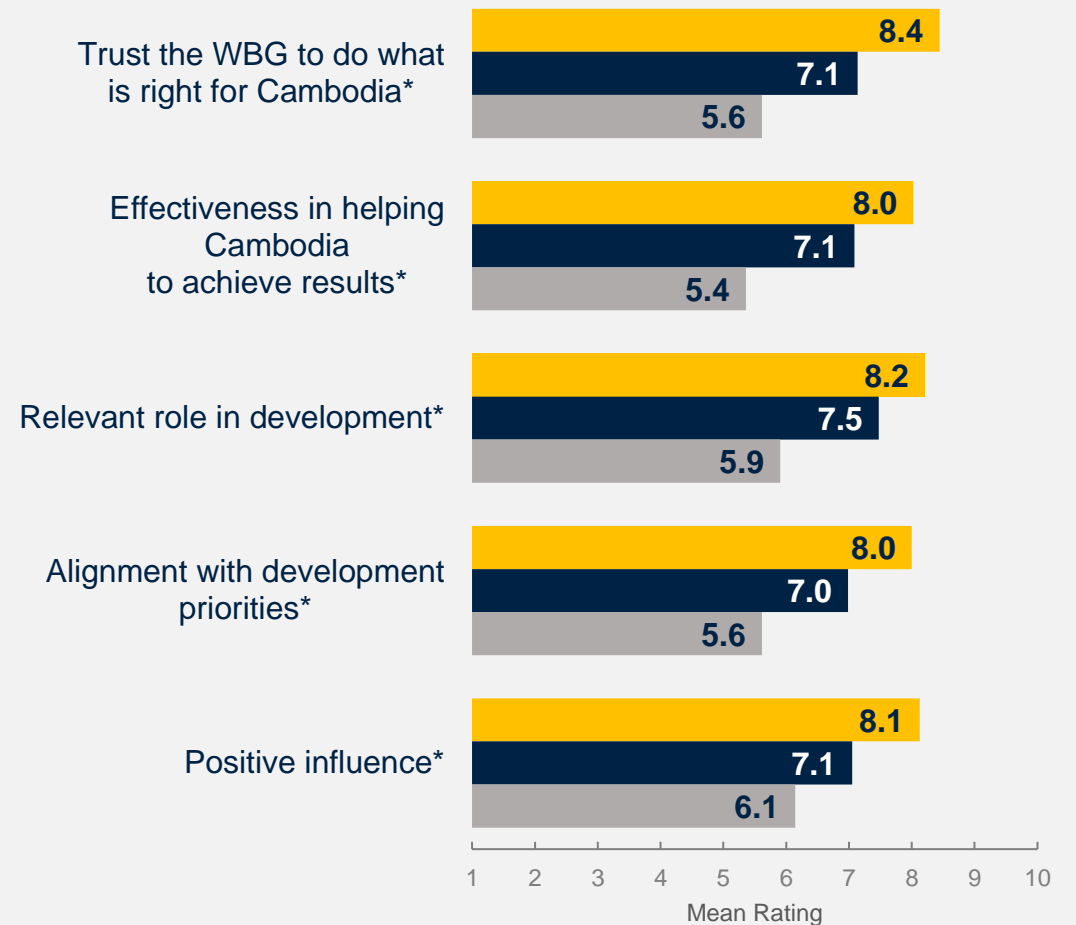 Trust the WBG to do what
is right for Cambodia*
8.4
7.1
5.6
Effectiveness in helping
Cambodia
to achieve results*
8.0
7.1
5.4
Relevant role in development*
8.2
7.5
5.9
Alignment with development
priorities*
8.0
7.0
5.6
Positive influence*
8.1
7.1
6.1
1 2 3 4 5 6 7 8 9 10
Mean Rating